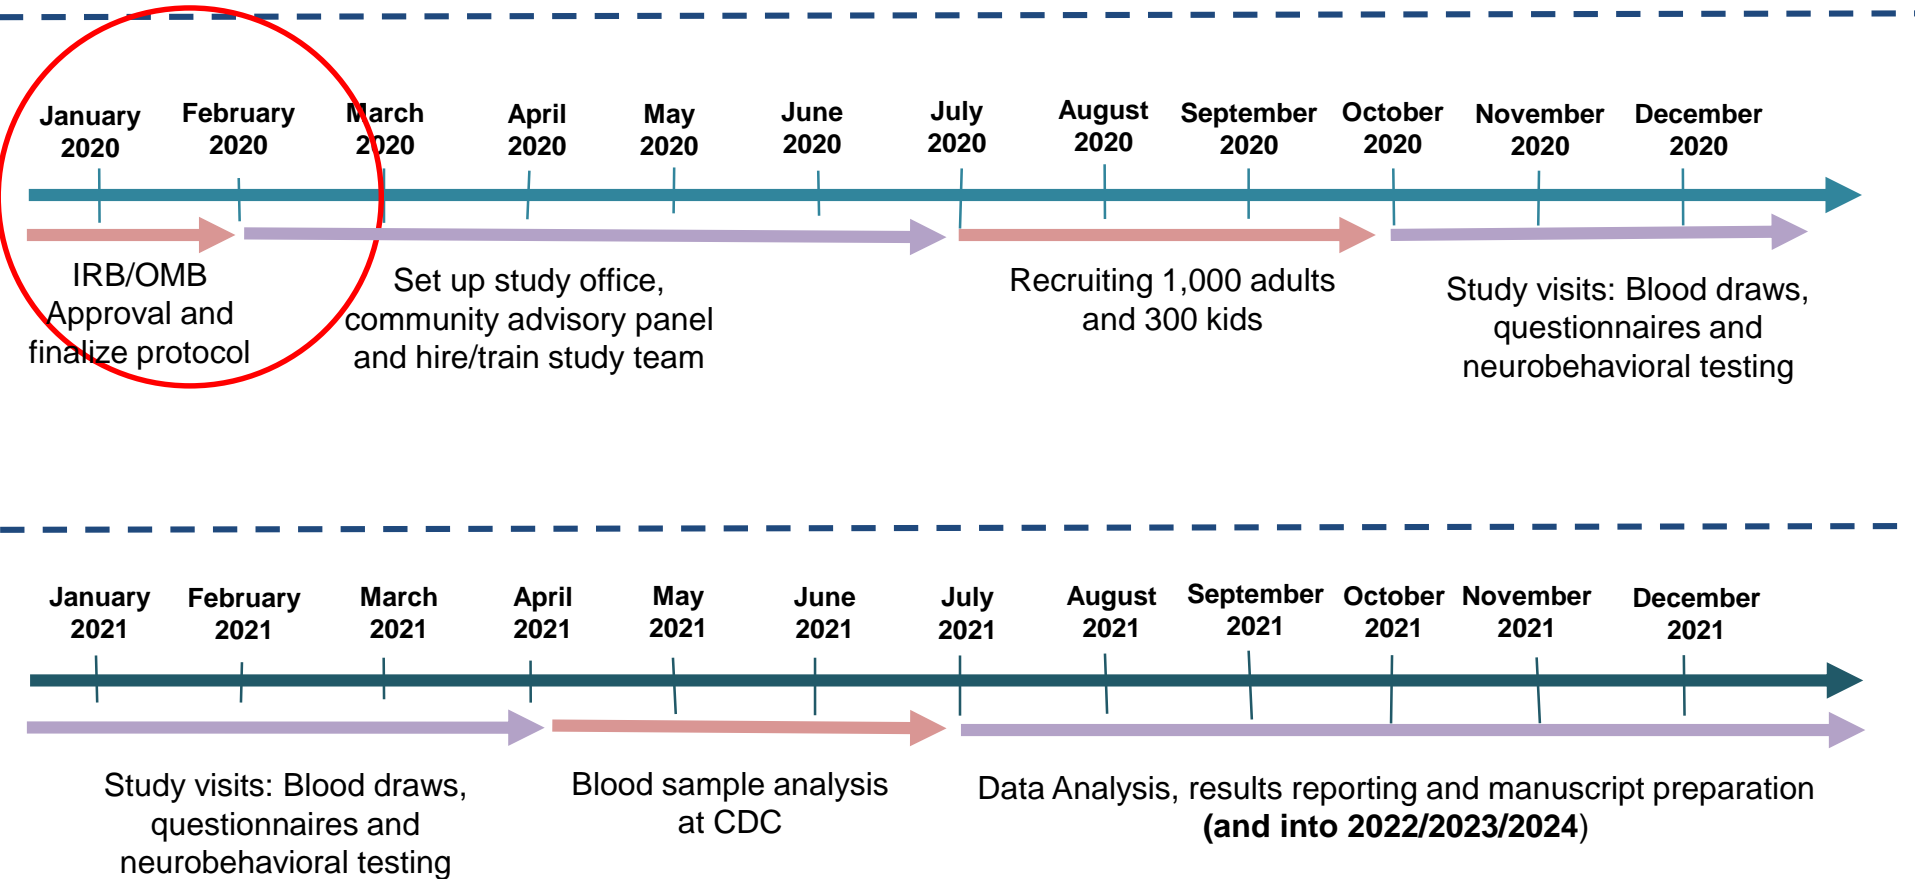 January February March April May June July August September October November December
2020 2020 2020 2020 2020 2020 2020 2020 2020 2020 2020 2020
IRB/OMB
Approval and
finalize protocol
Set up study office,
community advisory panel
and hire/train study team
Recruiting 1,000 adults
and 300 kids
Study visits: Blood draws,
questionnaires and
neurobehavioral testing
January February March April May June July August September October November December
2021 2021 2021 2021 2021 2021 2021 2021 2021 2021 2021 2021
Study visits: Blood draws,
questionnaires and
neurobehavioral testing
Blood sample analysis
at CDC
Data Analysis, results reporting and manuscript preparation
(and into 2022/2023/2024)